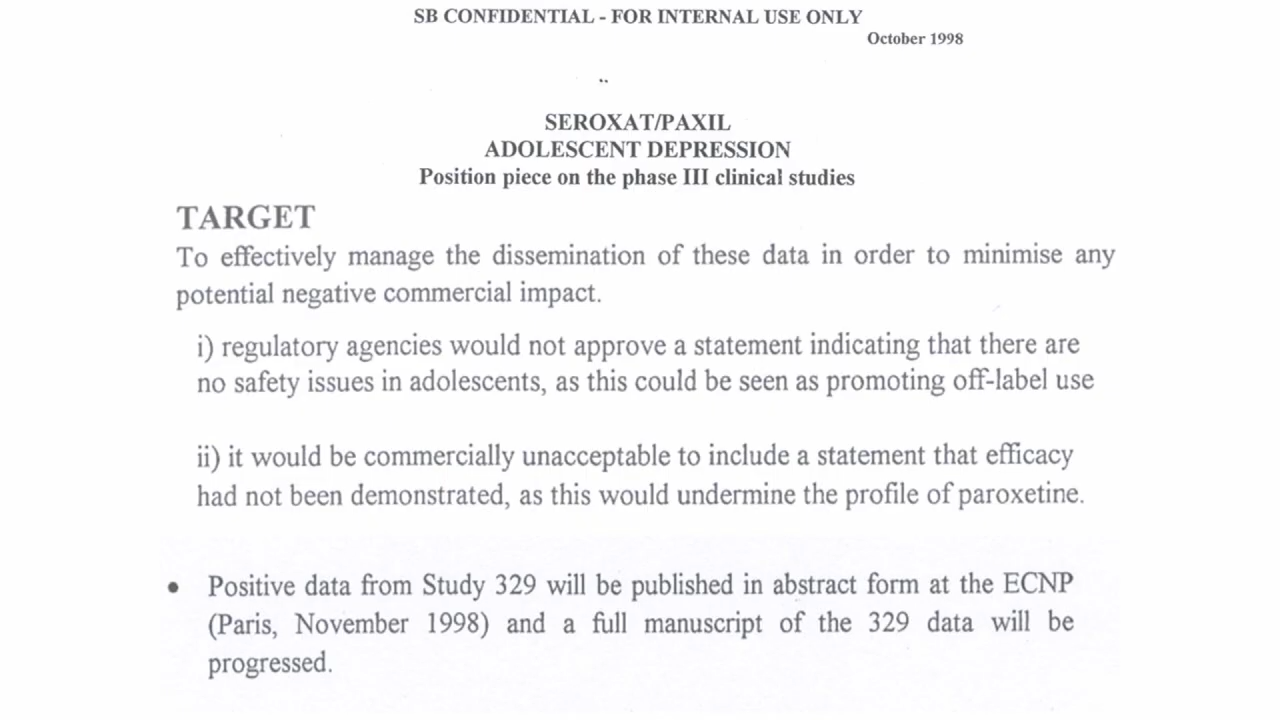 SB CONFIDENTIAL - FOR INTERNAL USE ONLY
October 1998
SEROXAT/PAXIL
ADOLESCENT DEPRESSION
Position piece on the phase III clinical studies
TARGET
To effectively manage the dissemination of these data in order to minimise any
potential negative commercial impact.
i) regulatory agencies would not approve a statement indicating that there are
no safety issues in adolescents, as this could be seen as promoting off-label use
ii) it would be commercially unacceptable to include a statement that efficacy
had not been demonstrated, as this would undermine the profile of paroxetine.
• Positive data from Study 329 will be published in abstract form at the ECNP
(Paris, November 1998) and a full manuscript of the 329 data will be
progressed.